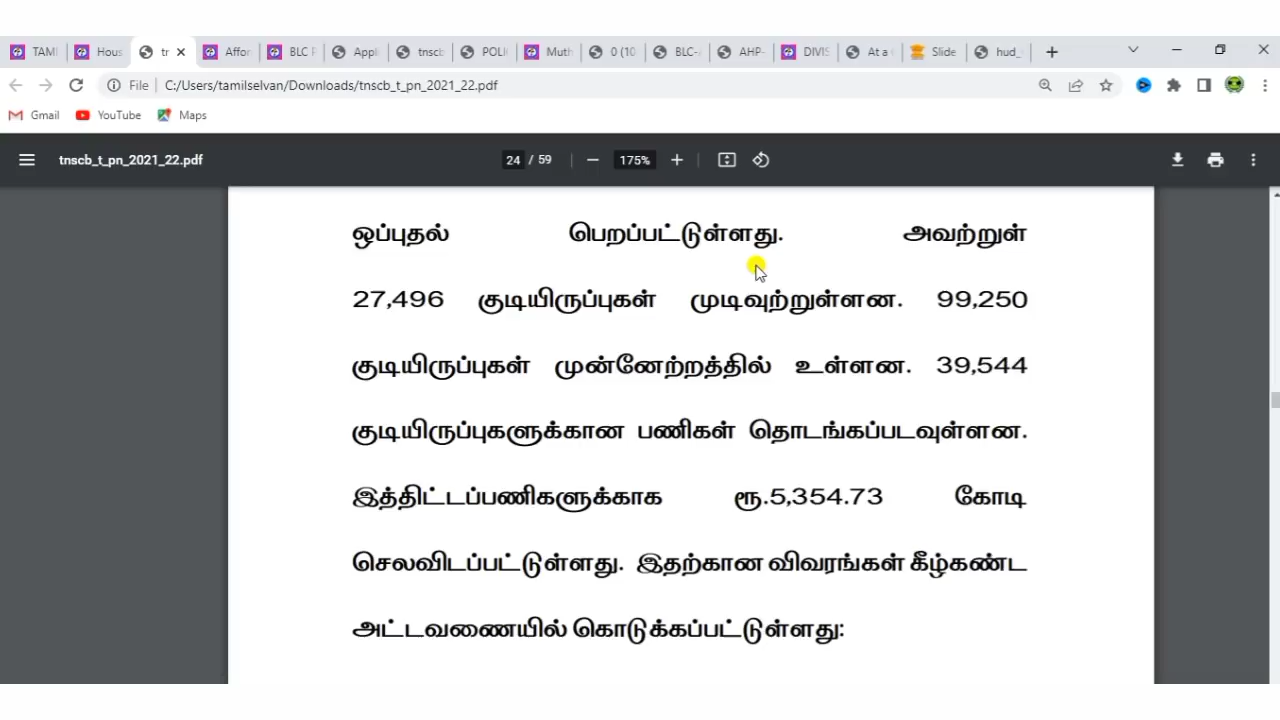 TAMI Hous tr Affor BLC P Appl tnscb POLI Muth 0 (10 BLC-A AHP- DIVIS At a Slide hud_
File C:/Users/tamilselvan/Downloads/tnscb_t_pn_2021_22.pdf
Gmail YouTube Maps
tnscb_t_pn_2021_22.pdf 24 / 59 175%
ஒப்புதல் பெறப்பட்டுள்ளது. அவற்றுள்
27,496 குடியிருப்புகள் முடிவுற்றுள்ளன. 99,250
குடியிருப்புகள் முன்னேற்றத்தில் உள்ளன. 39,544
குடியிருப்புகளுக்கான பணிகள் தொடங்கப்படவுள்ளன.
இத்திட்டப்பணிகளுக்காக ரூ.5,354.73 கோடி
செலவிடப்பட்டுள்ளது. இதற்கான விவரங்கள் கீழ்கண்ட
அட்டவணையில் கொடுக்கப்பட்டுள்ளது: